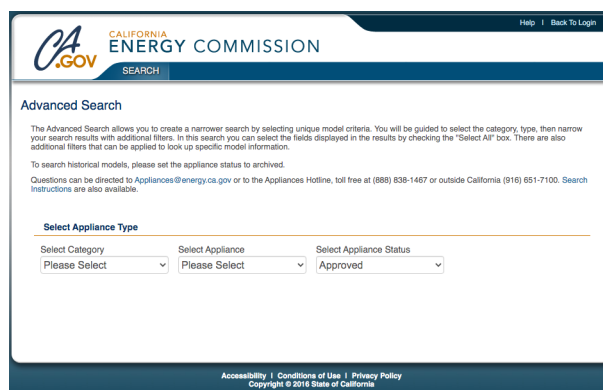 Help | Back To Login
CA.GOV
CALIFORNIA
ENERGY COMMISSION
SEARCH
Advanced Search
The Advanced Search allows you to create a narrower search by selecting unique model criteria. You will be guided to select the category, type, then narrow
your search results with additional filters. In this search you can select the fields displayed in the results by checking the "Select All" box. There are also
additional filters that can be applied to look up specific model information.
To search historical models, please set the appliance status to archived.
Questions can be directed to Appliances@energy.ca.gov or to the Appliances Hotline, toll free at (888) 838-1467 or outside California (916) 651-7100. Search
Instructions are also available.
Select Appliance Type
Select Category Select Appliance Select Appliance Status
Please Select Please Select Approved
Accessibility | Conditions of Use | Privacy Policy
Copyright © 2016 State of California